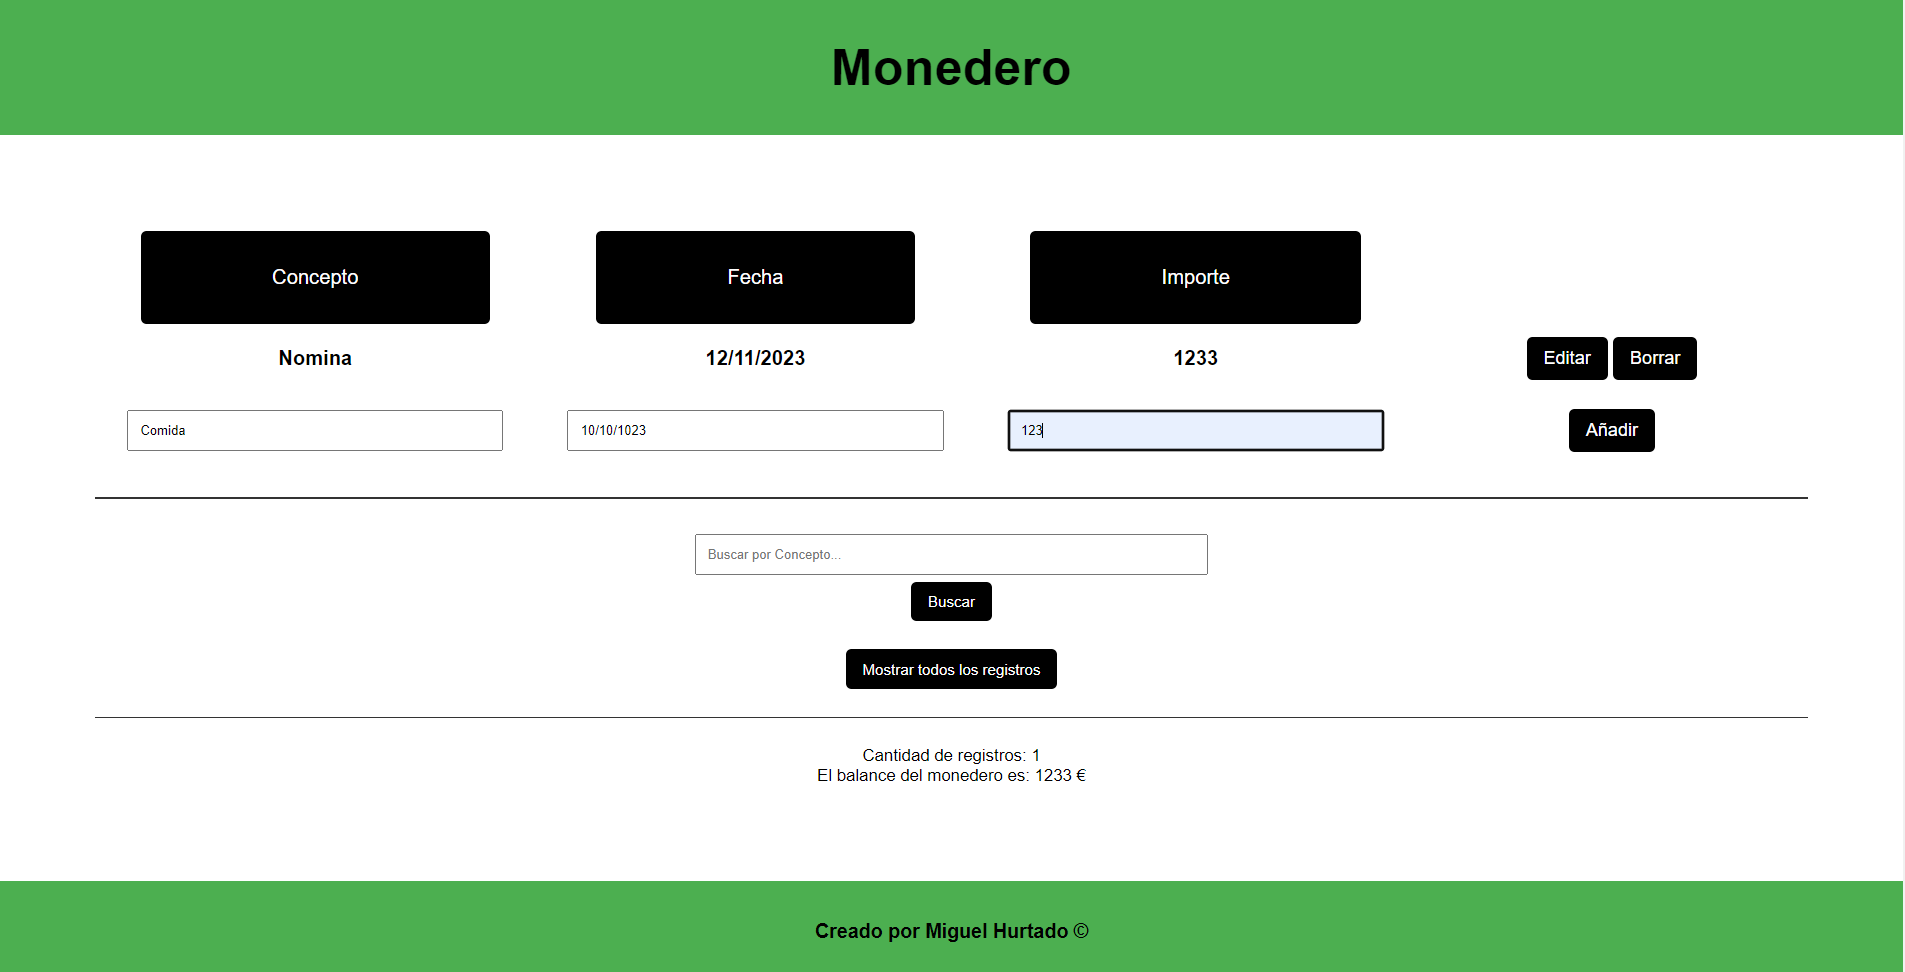 Monedero
Concepto Fecha Importe
Nomina 12/11/2023 1233 Editar Borrar
Comida 10/10/1023 123 Añadir
Buscar por Concepto...
Buscar
Mostrar todos los registros
Cantidad de registros: 1
El balance del monedero es: 1233 €
Creado por Miguel Hurtado ©